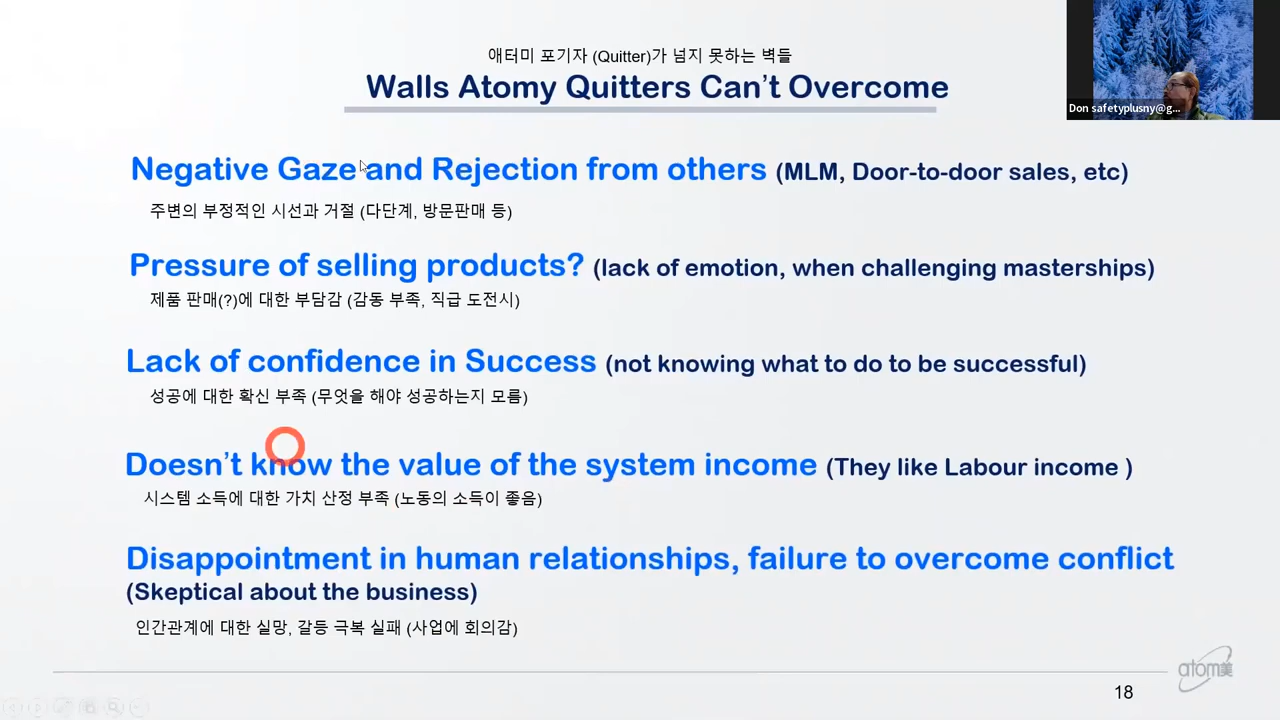 애터미 포기자 (Quitter)가 넘지 못하는 벽들
Walls Atomy Quitters Can't Overcome
Don safetyplusny@g...
Negative Gaze and Rejection from others (MLM, Door-to-door sales, etc)
주변의 부정적인 시선과 거절 (다단계, 방문판매 등)
Pressure of selling products? (lack of emotion, when challenging masterships)
제품 판매(?)에 대한 부담감 (감동 부족, 직급 도전시)
Lack of confidence in Success (not knowing what to do to be successful)
성공에 대한 확신 부족 (무엇을 해야 성공하는지 모름)
Doesn't know the value of the system income (They like Labour income )
시스템 소득에 대한 가치 산정 부족 (노동의 소득이 좋음)
Disappointment in human relationships, failure to overcome conflict
(Skeptical about the business)
인간관계에 대한 실망, 갈등 극복 실패 (사업에 회의감)
atom美
18